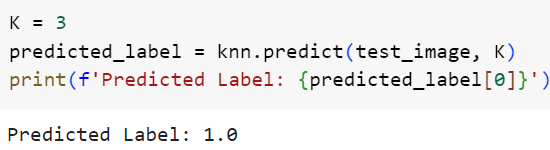 K = 3
predicted_label = knn.predict(test_image, K)
print(f'Predicted Label: {predicted_label[0]}')
Predicted Label: 1.0